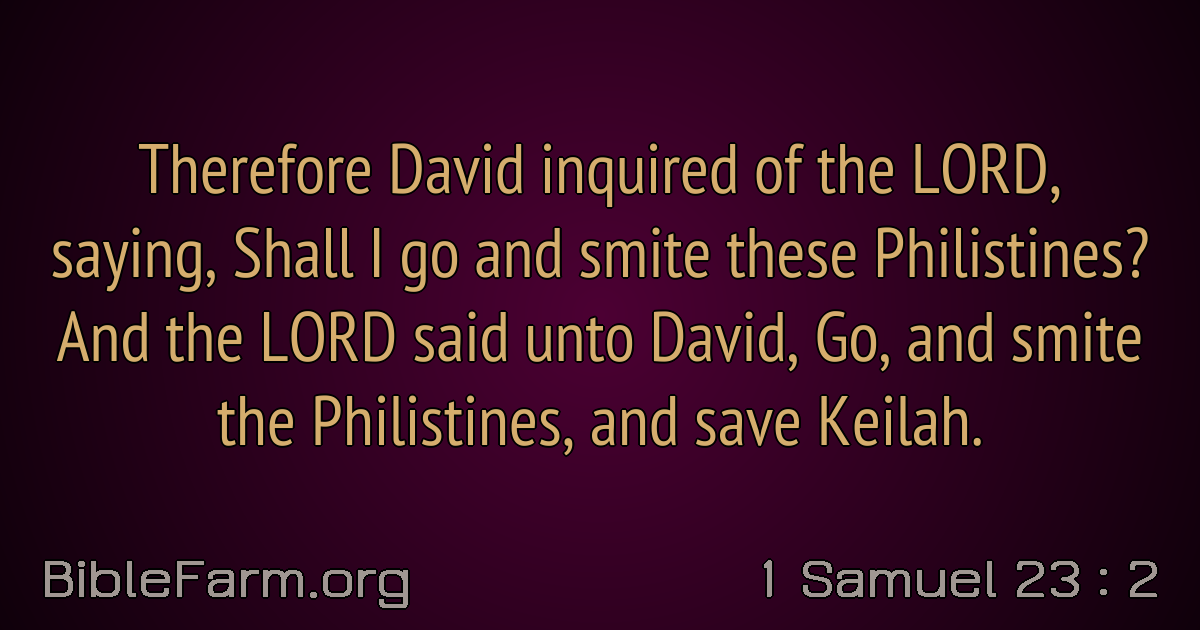 Therefore David inquired of the LORD,
saying, Shall I go and smite these Philistines?
And the LORD said unto David, Go, and smite
the Philistines, and save Keilah.
BibleFarm.org
1 Samuel 23 : 2